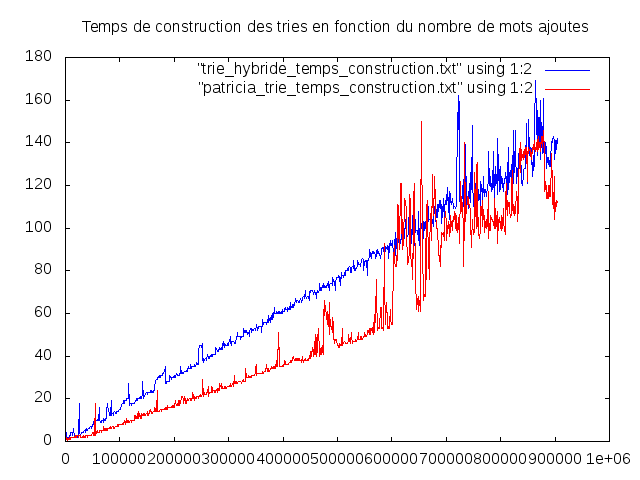 Temps de construction des tries en fonction du nombre de mots ajoutes
180
"trie_hybride_temps_construction.txt" using 1:2
160
"patricia_trie_temps_construction.txt" using 1:2
140
120
100
80
60
40
20
0
0 100000 200000 300000 400000 500000 600000 700000 800000 900000 1e+06